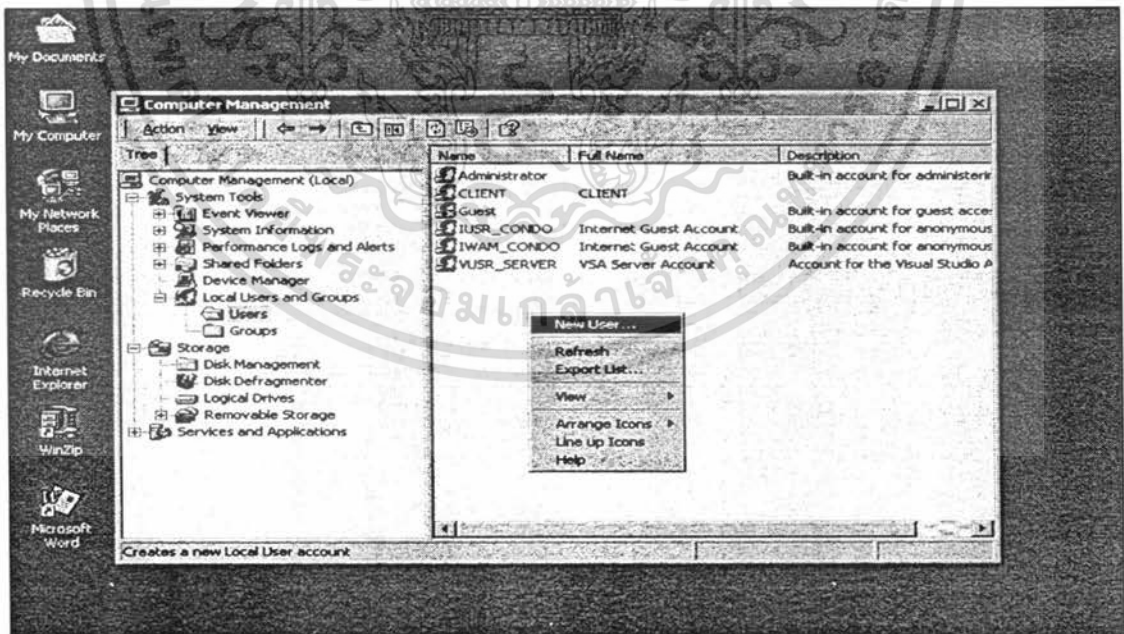 My Documents
My Computer
My Network
Places
Recycle Bin
Internet
Explorer
WinZip
Microsoft
Word
Computer Management
Action View
Tree
Computer Management (Local)
System Tools
Event Viewer
System Information
Performance Logs and Alerts
Shared Folders
Device Manager
Local Users and Groups
Users
Groups
Storage
Disk Management
Disk Defragmenter
Logical Drives
Removable Storage
Services and Applications
Name Full Name Description
Administrator Built-in account for administerin
CLIENT CLIENT
Guest Built-in account for guest acces
IUSR_CONDO Internet Guest Account Built-in account for anonymous
IWAM_CONDO Internet Guest Account Built-in account for anonymous
VUSR_SERVER VSA Server Account Account for the Visual Studio A
New User...
Refresh
Export List...
View
Arrange Icons
Line up Icons
Help
Creates a new Local User account